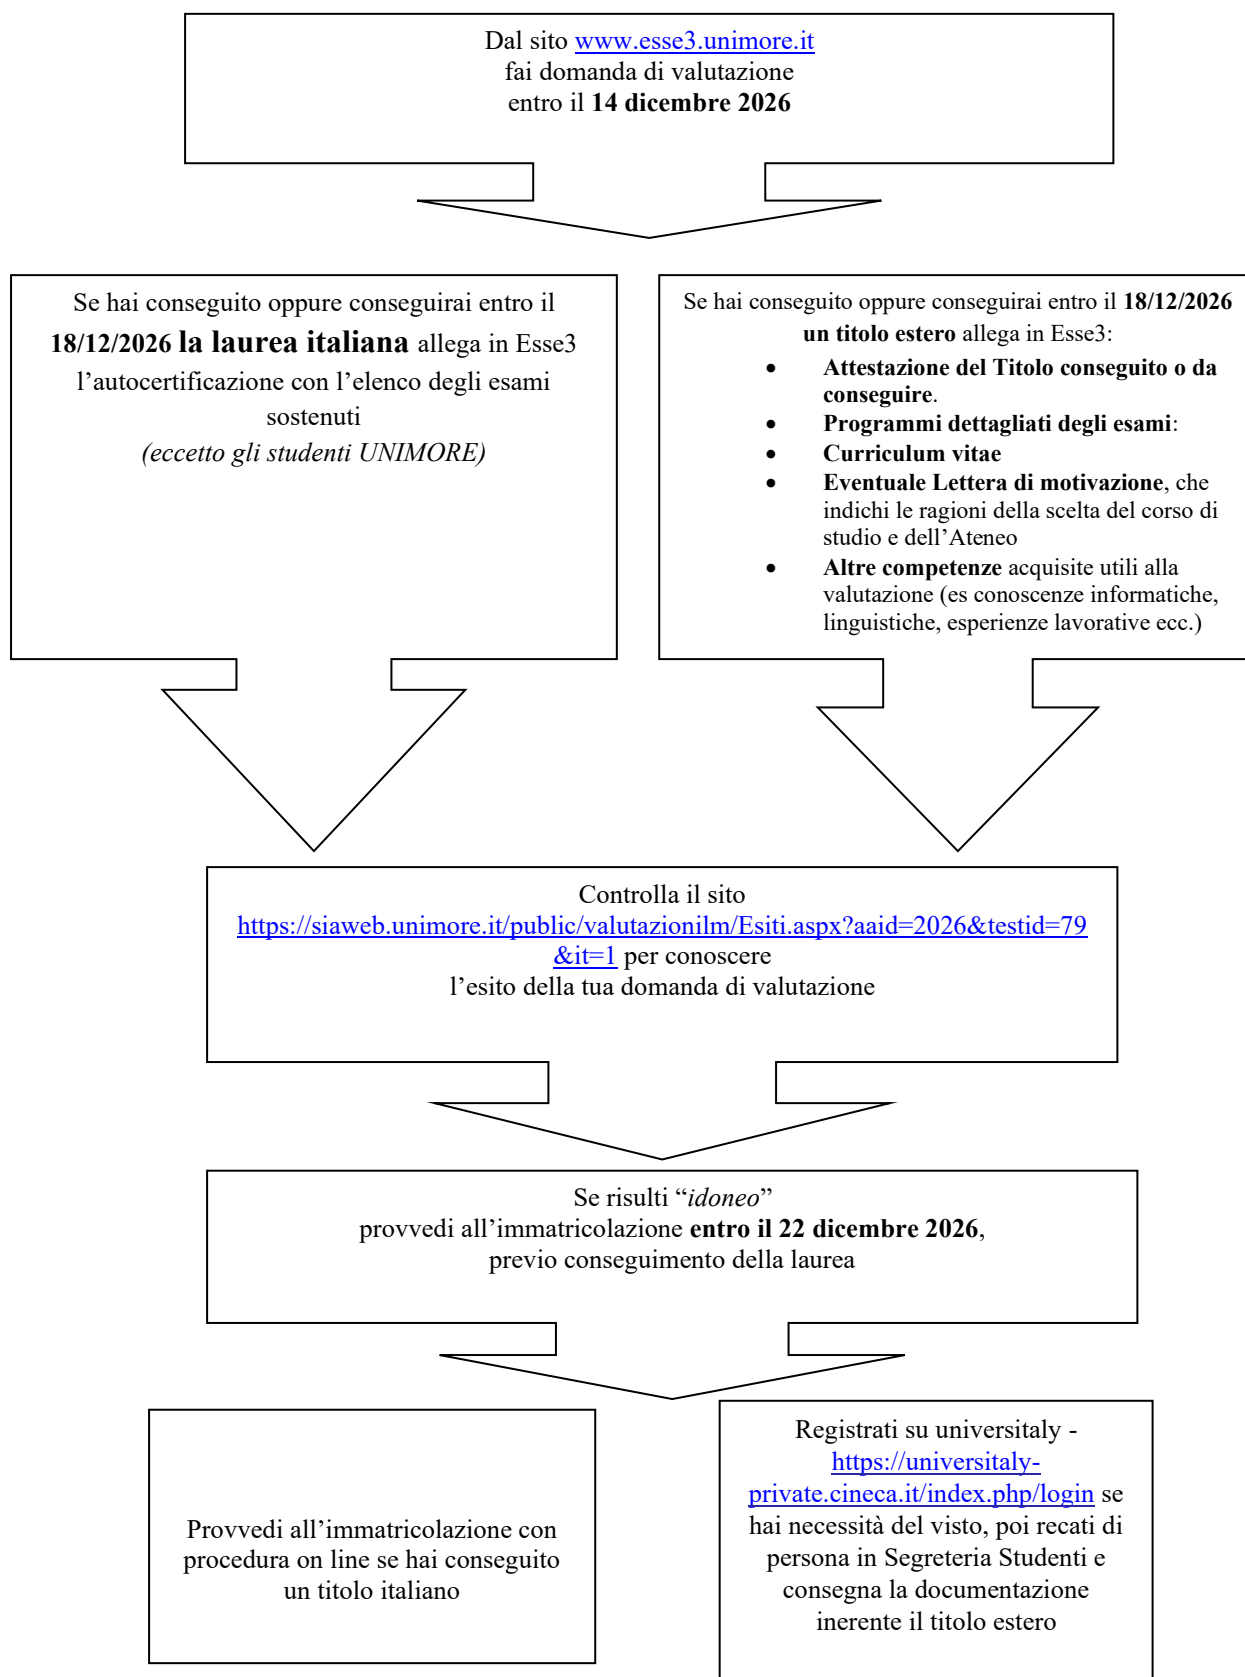 Dal sito www.esse3.unimore.it
fai domanda di valutazione
entro il 14 dicembre 2026
Se hai conseguito oppure conseguirai entro il
18/12/2026 la laurea italiana allega in Esse3
l’autocertificazione con l’elenco degli esami
sostenuti
(eccetto gli studenti UNIMORE)
Se hai conseguito oppure conseguirai entro il 18/12/2026
un titolo estero allega in Esse3:
• Attestazione del Titolo conseguito o da
conseguire.
• Programmi dettagliati degli esami:
• Curriculum vitae
• Eventuale Lettera di motivazione, che
indichi le ragioni della scelta del corso di
studio e dell’Ateneo
• Altre competenze acquisite utili alla
valutazione (es conoscenze informatiche,
linguistiche, esperienze lavorative ecc.)
Controlla il sito
https://siaweb.unimore.it/public/valutazionilm/Esiti.aspx?aaid=2026&testid=79
&it=1 per conoscere
l’esito della tua domanda di valutazione
Se risulti “idoneo”
provvedi all’immatricolazione entro il 22 dicembre 2026,
previo conseguimento della laurea
Provvedi all’immatricolazione con
procedura on line se hai conseguito
un titolo italiano
Registrati su universitaly -
https://universitaly-
private.cineca.it/index.php/login se
hai necessità del visto, poi recati di
persona in Segreteria Studenti e
consegna la documentazione
inerente il titolo estero